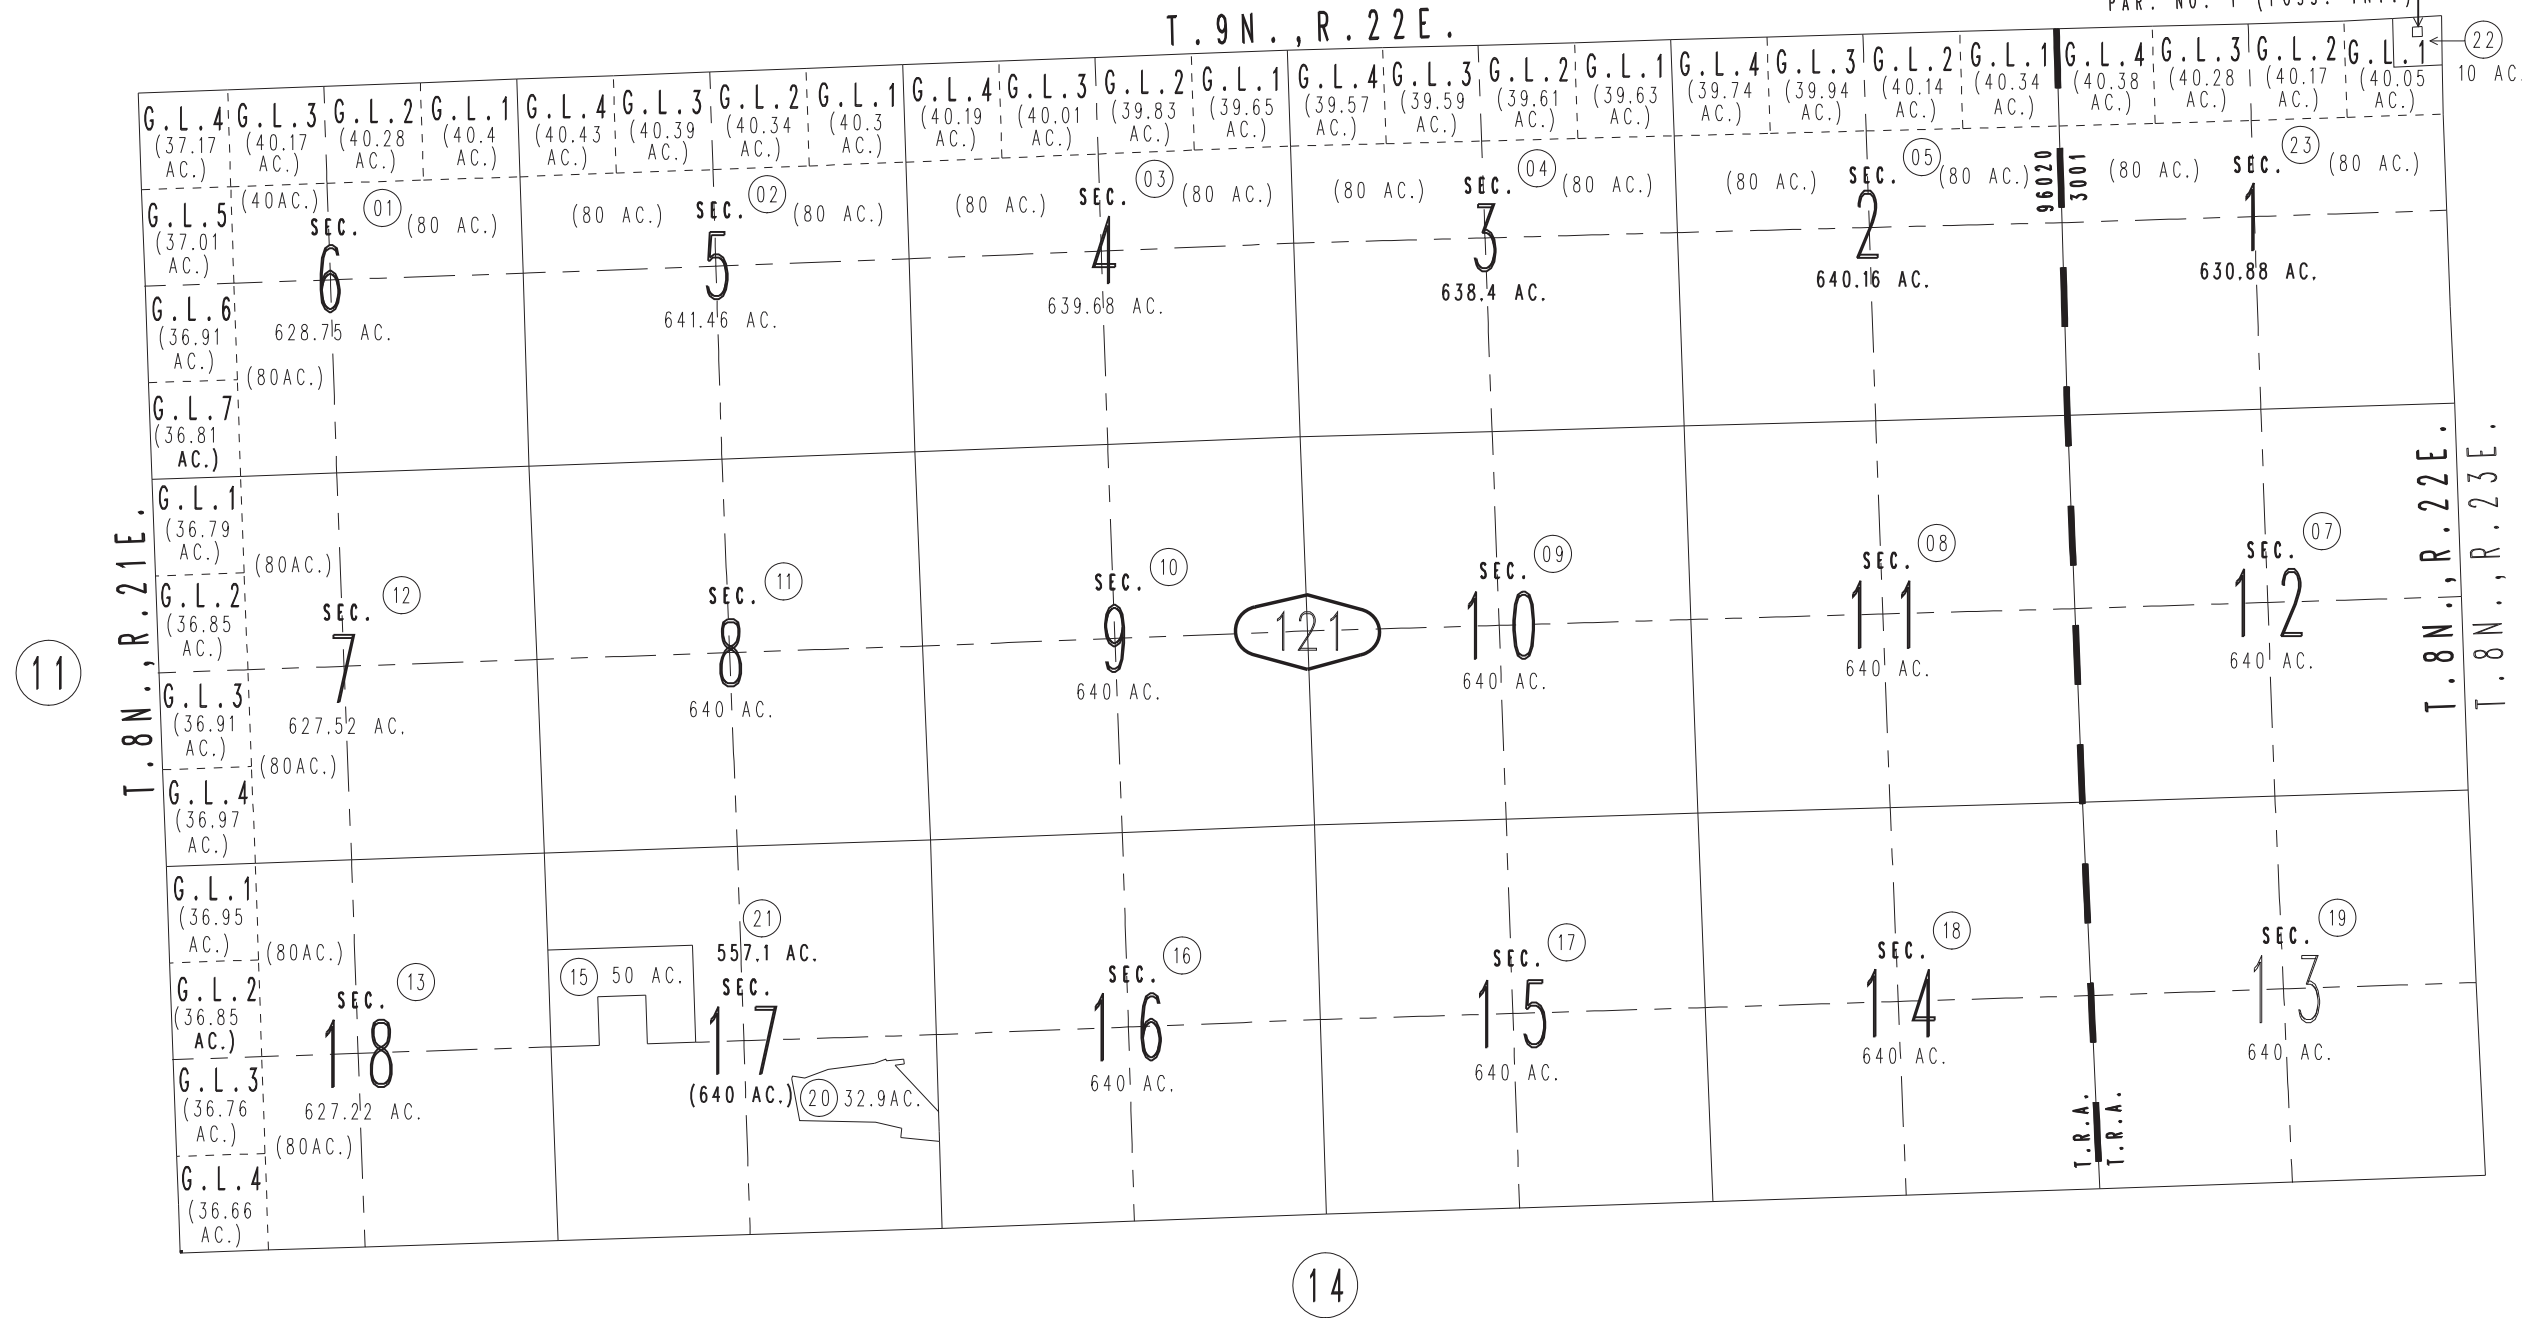 T.9N.,R.22E.
PAR. NO. 1 (POSS. INT.)
22
10 AC.
G.L.4 G.L.3 G.L.2 G.L.1 G.L.4 G.L.3 G.L.2 G.L.1 G.L.4 G.L.3 G.L.2 G.L.1 G.L.4 G.L.3 G.L.2 G.L.1 G.L.4 G.L.3 G.L.2 G.L.1 G.L.4 G.L.3 G.L.2 G.L.1
(37.17 (40.17 (40.28 (40.4 (40.43 (40.39 (40.34 (40.3 (40.19 (40.01 (39.83 (39.65 (39.57 (39.59 (39.61 (39.63 (39.74 (39.94 (40.14 (40.34 (40.38 (40.28 (40.17 (40.05
AC.) AC.) AC.) AC.) AC.) AC.) AC.) AC.) AC.) AC.) AC.) AC.) AC.) AC.) AC.) AC.) AC.) AC.) AC.) AC.) AC.) AC.) AC.) AC.)
G.L.5
(37.01
AC.)
G.L.6
(36.91
AC.)
G.L.7
(36.81
AC.)
(40AC.)
SEC. 01 (80 AC.)
6
628.75 AC.
(80AC.)
(80 AC.) SEC. 02 (80 AC.)
5
641.46 AC.
(80 AC.) SEC. 03 (80 AC.)
4
639.68 AC.
(80 AC.) SEC. 04 (80 AC.)
3
638.4 AC.
(80 AC.) SEC. 05 (80 AC.)
2
640.16 AC.
96020
3001
(80 AC.) SEC. 23 (80 AC.)
1
630.88 AC.
T.8N.,R.21E.
11
G.L.1
(36.79
AC.)
G.L.2
(36.85
AC.)
G.L.3
(36.91
AC.)
G.L.4
(36.97
AC.)
(80AC.)
SEC. 12
7
627.52 AC.
(80AC.)
SEC. 11
8
640 AC.
SEC. 10
9
640 AC.
121
SEC. 09
10
640 AC.
SEC. 08
11
640 AC.
SEC. 07
12
640 AC.
T.8N.,R.22E.
T.8N.,R.23E.
G.L.1
(36.95
AC.)
G.L.2
(36.85
AC.)
G.L.3
(36.76
AC.)
G.L.4
(36.66
AC.)
(80AC.)
SEC. 13
18
627.22 AC.
(80AC.)
21
557.1 AC.
15 50 AC.
SEC.
17
(640 AC.)
20 32.9AC.
SEC. 16
16
640 AC.
SEC. 17
15
640 AC.
SEC. 18
14
640 AC.
SEC. 19
13
640 AC.
T.R.A.
T.R.A.
14